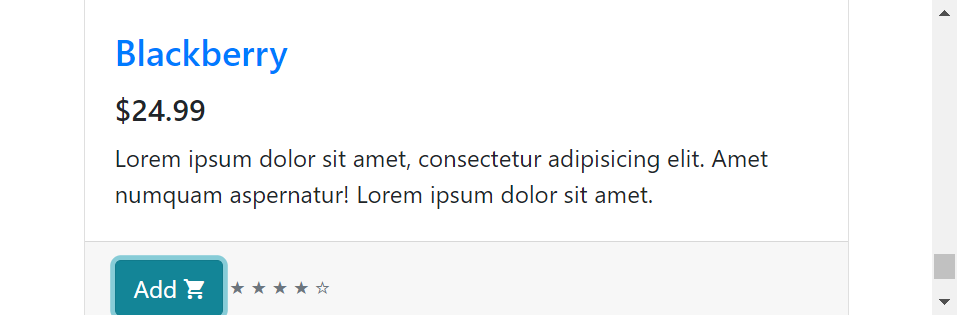 Blackberry
$24.99
Lorem ipsum dolor sit amet, consectetur adipisicing elit. Amet
numquam aspernatur! Lorem ipsum dolor sit amet.
Add ★ ★ ★ ★ ☆